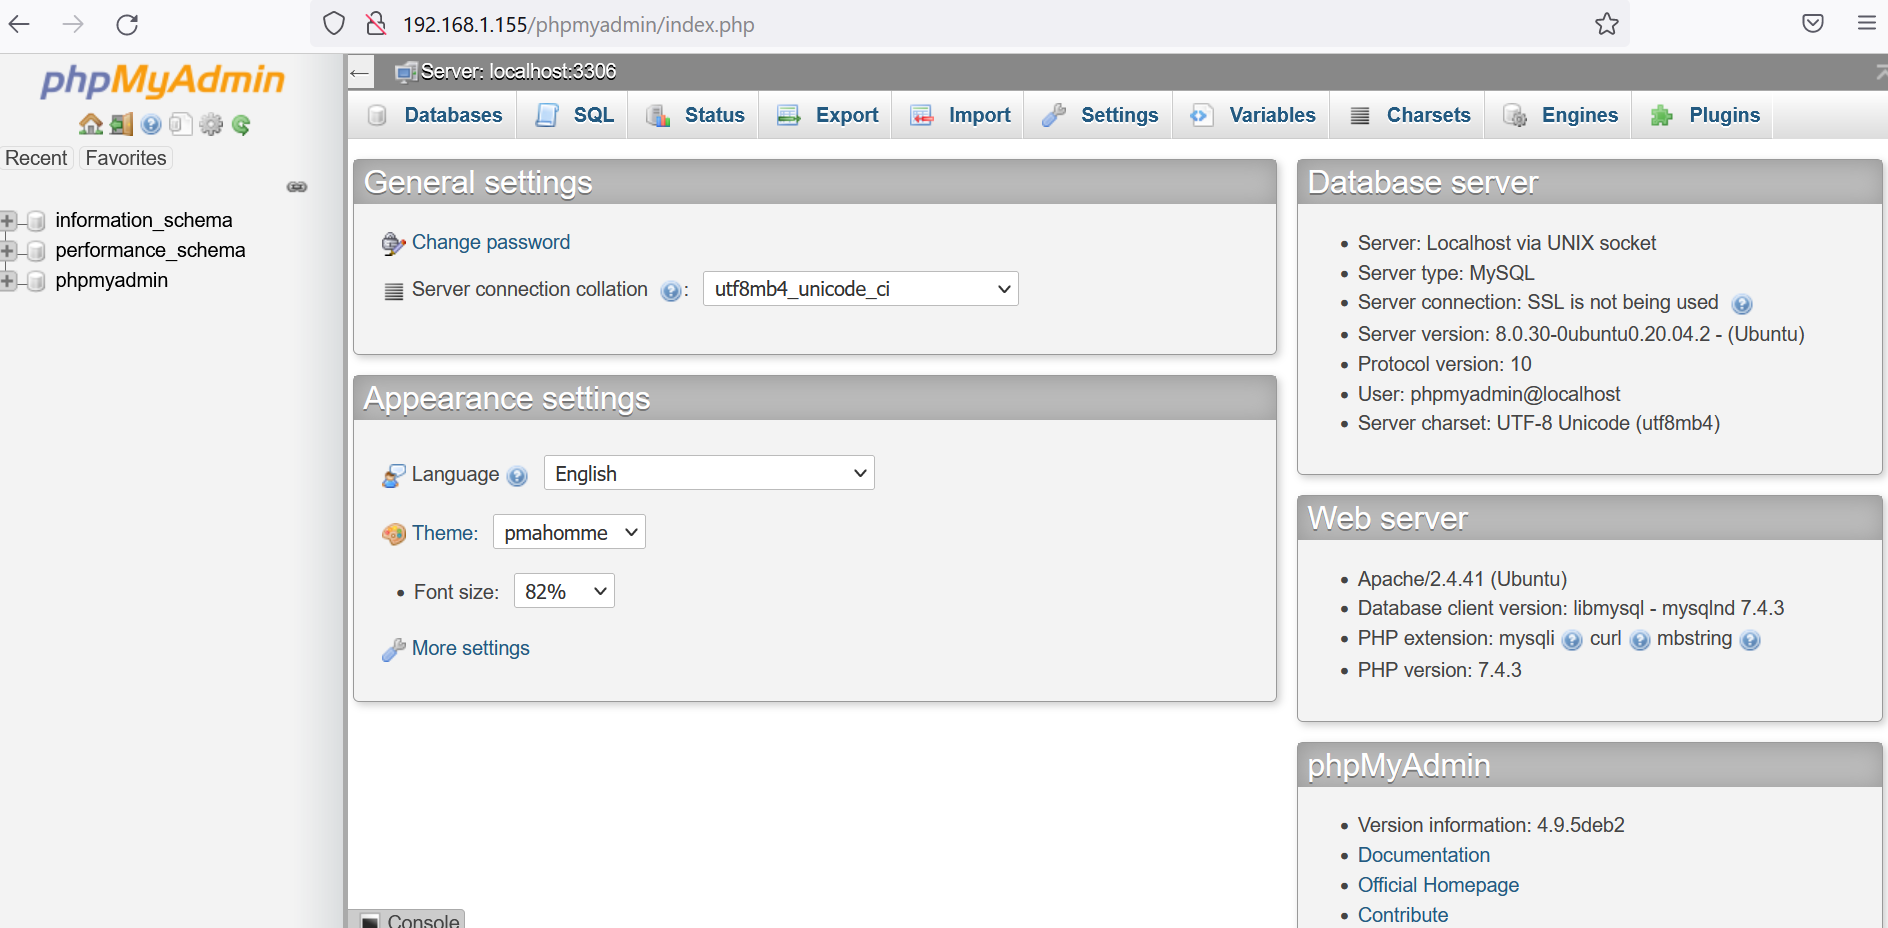 192.168.1.155/phpmyadmin/index.php
phpMyAdmin
Recent Favorites
information_schema
performance_schema
phpmyadmin
Server: localhost:3306
Databases SQL Status Export Import Settings Variables Charsets Engines Plugins
General settings
Change password
Server connection collation : utf8mb4_unicode_ci
Appearance settings
Language English
Theme: pmahomme
• Font size: 82%
More settings
Database server
• Server: Localhost via UNIX socket
• Server type: MySQL
• Server connection: SSL is not being used
• Server version: 8.0.30-0ubuntu0.20.04.2 - (Ubuntu)
• Protocol version: 10
• User: phpmyadmin@localhost
• Server charset: UTF-8 Unicode (utf8mb4)
Web server
• Apache/2.4.41 (Ubuntu)
• Database client version: libmysql - mysqlnd 7.4.3
• PHP extension: mysqli curl mbstring
• PHP version: 7.4.3
phpMyAdmin
• Version information: 4.9.5deb2
• Documentation
• Official Homepage
• Contribute
Console